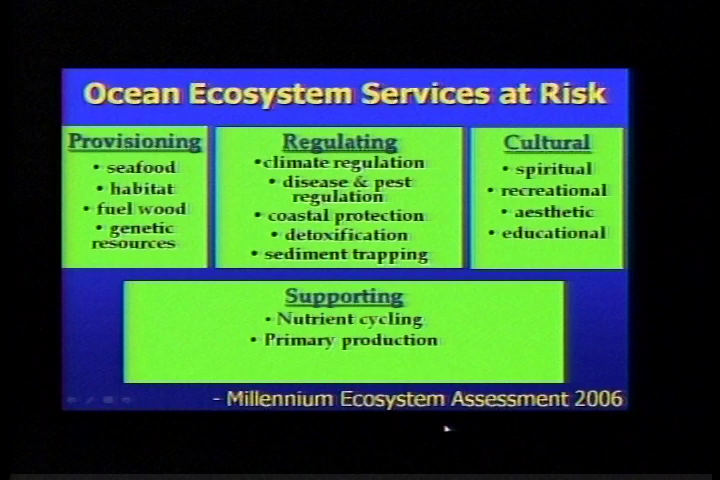 Ocean Ecosystem Services at Risk
Provisioning
• seafood
• habitat
• fuel wood
• genetic
resources
Regulating
•climate regulation
• disease & pest
regulation
• coastal protection
• detoxification
• sediment trapping
Cultural
• spiritual
• recreational
• aesthetic
• educational
Supporting
• Nutrient cycling
• Primary production
- Millennium Ecosystem Assessment 2006